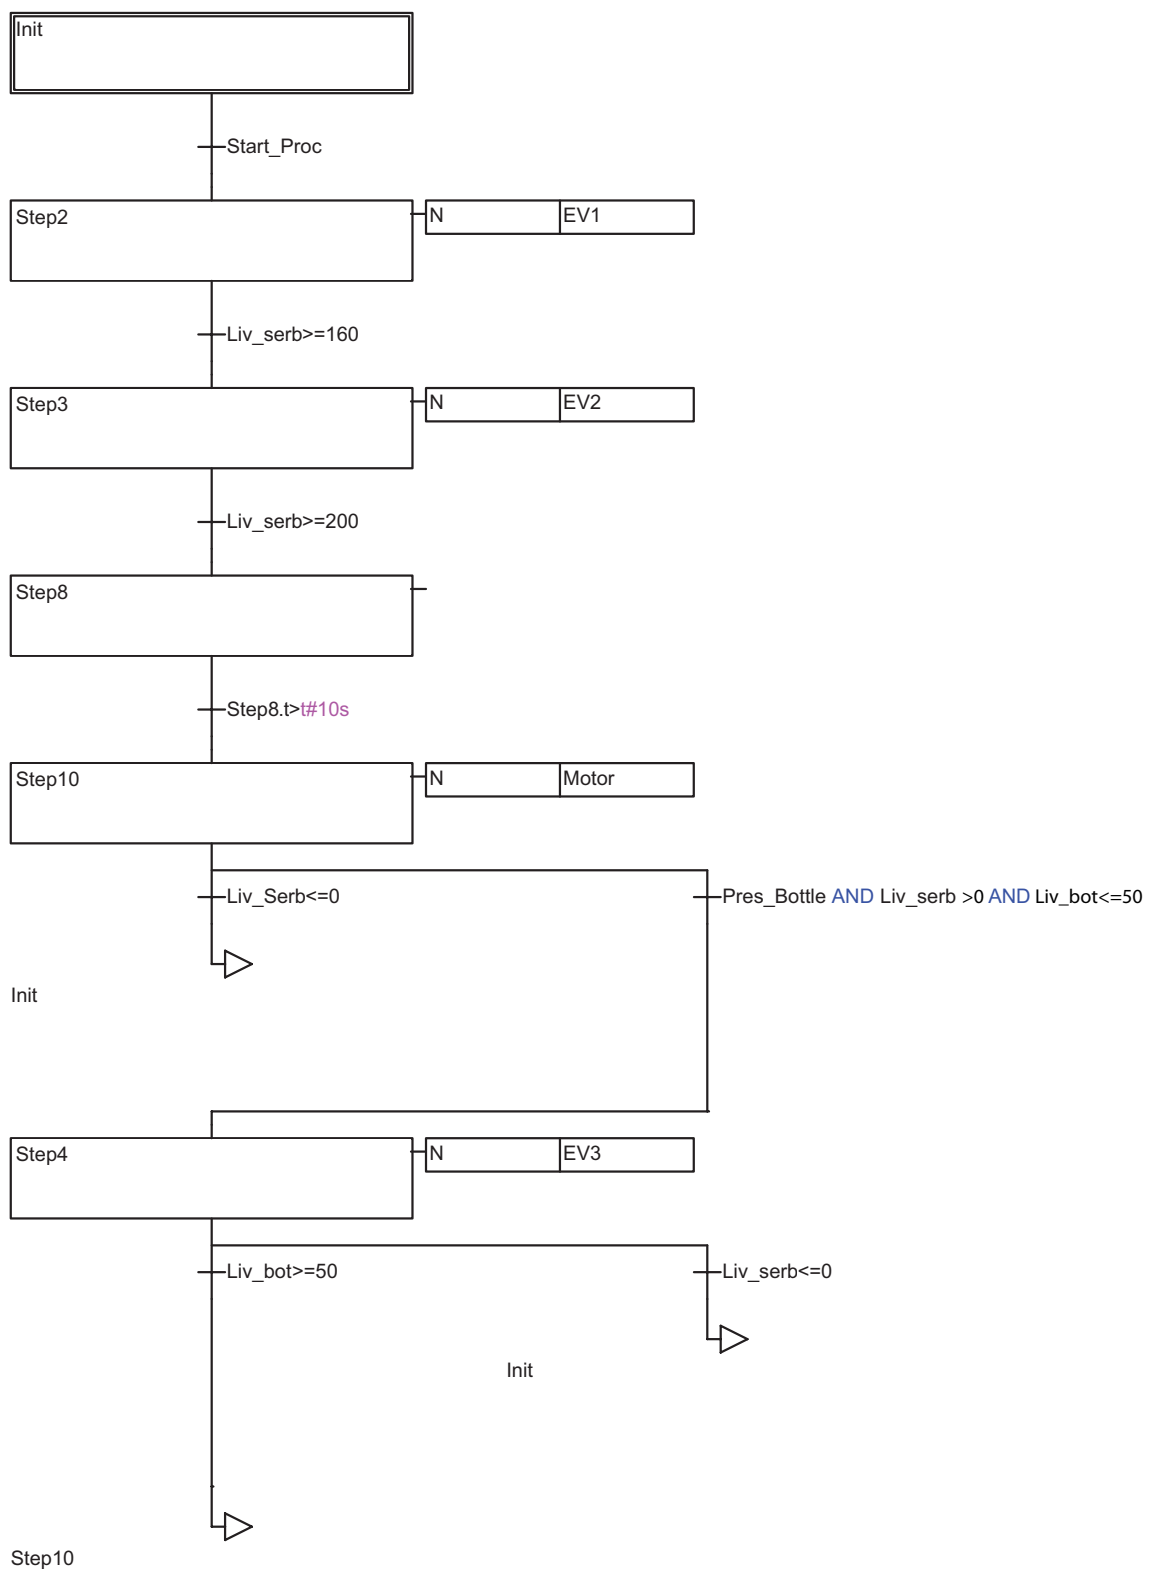 Init
Start_Proc
Step2
N EV1
Liv_serb>=160
Step3
N EV2
Liv_serb>=200
Step8
Step8.t>t#10s
Step10
N Motor
Liv_Serb<=0
Pres_Bottle AND Liv_serb >0 AND Liv_bot<=50
Init
Step4
N EV3
Liv_bot>=50
Liv_serb<=0
Init
Step10